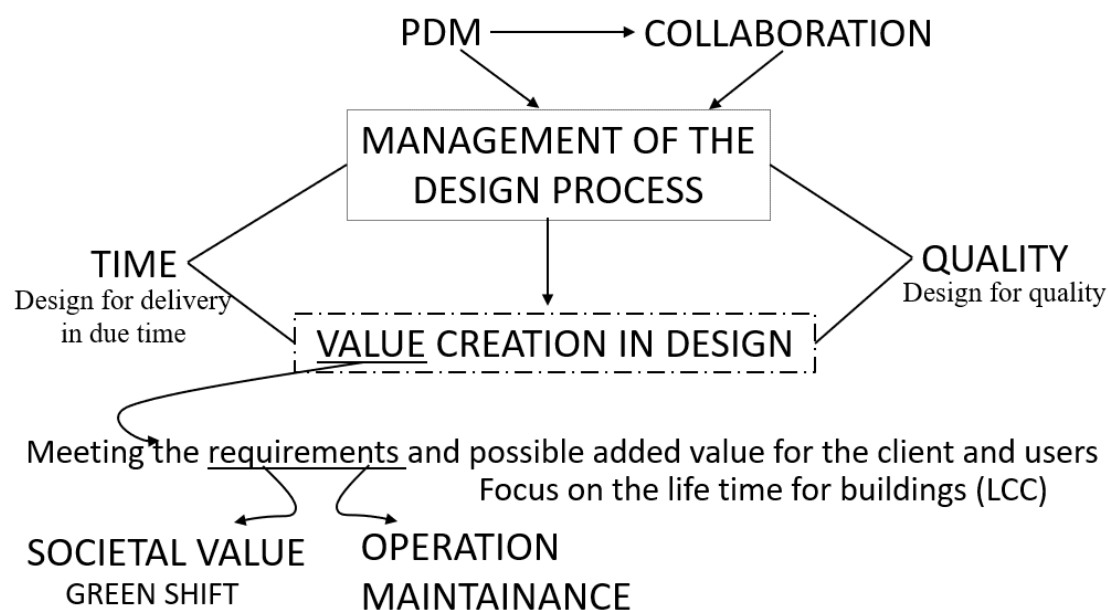 PDM
COLLABORATION
MANAGEMENT OF THE
DESIGN PROCESS
TIME
Design for delivery
in due time
QUALITY
Design for quality
VALUE CREATION IN DESIGN
Meeting the requirements and possible added value for the client and users
Focus on the life time for buildings (LCC)
SOCIETAL VALUE
GREEN SHIFT
OPERATION
MAINTAINANCE